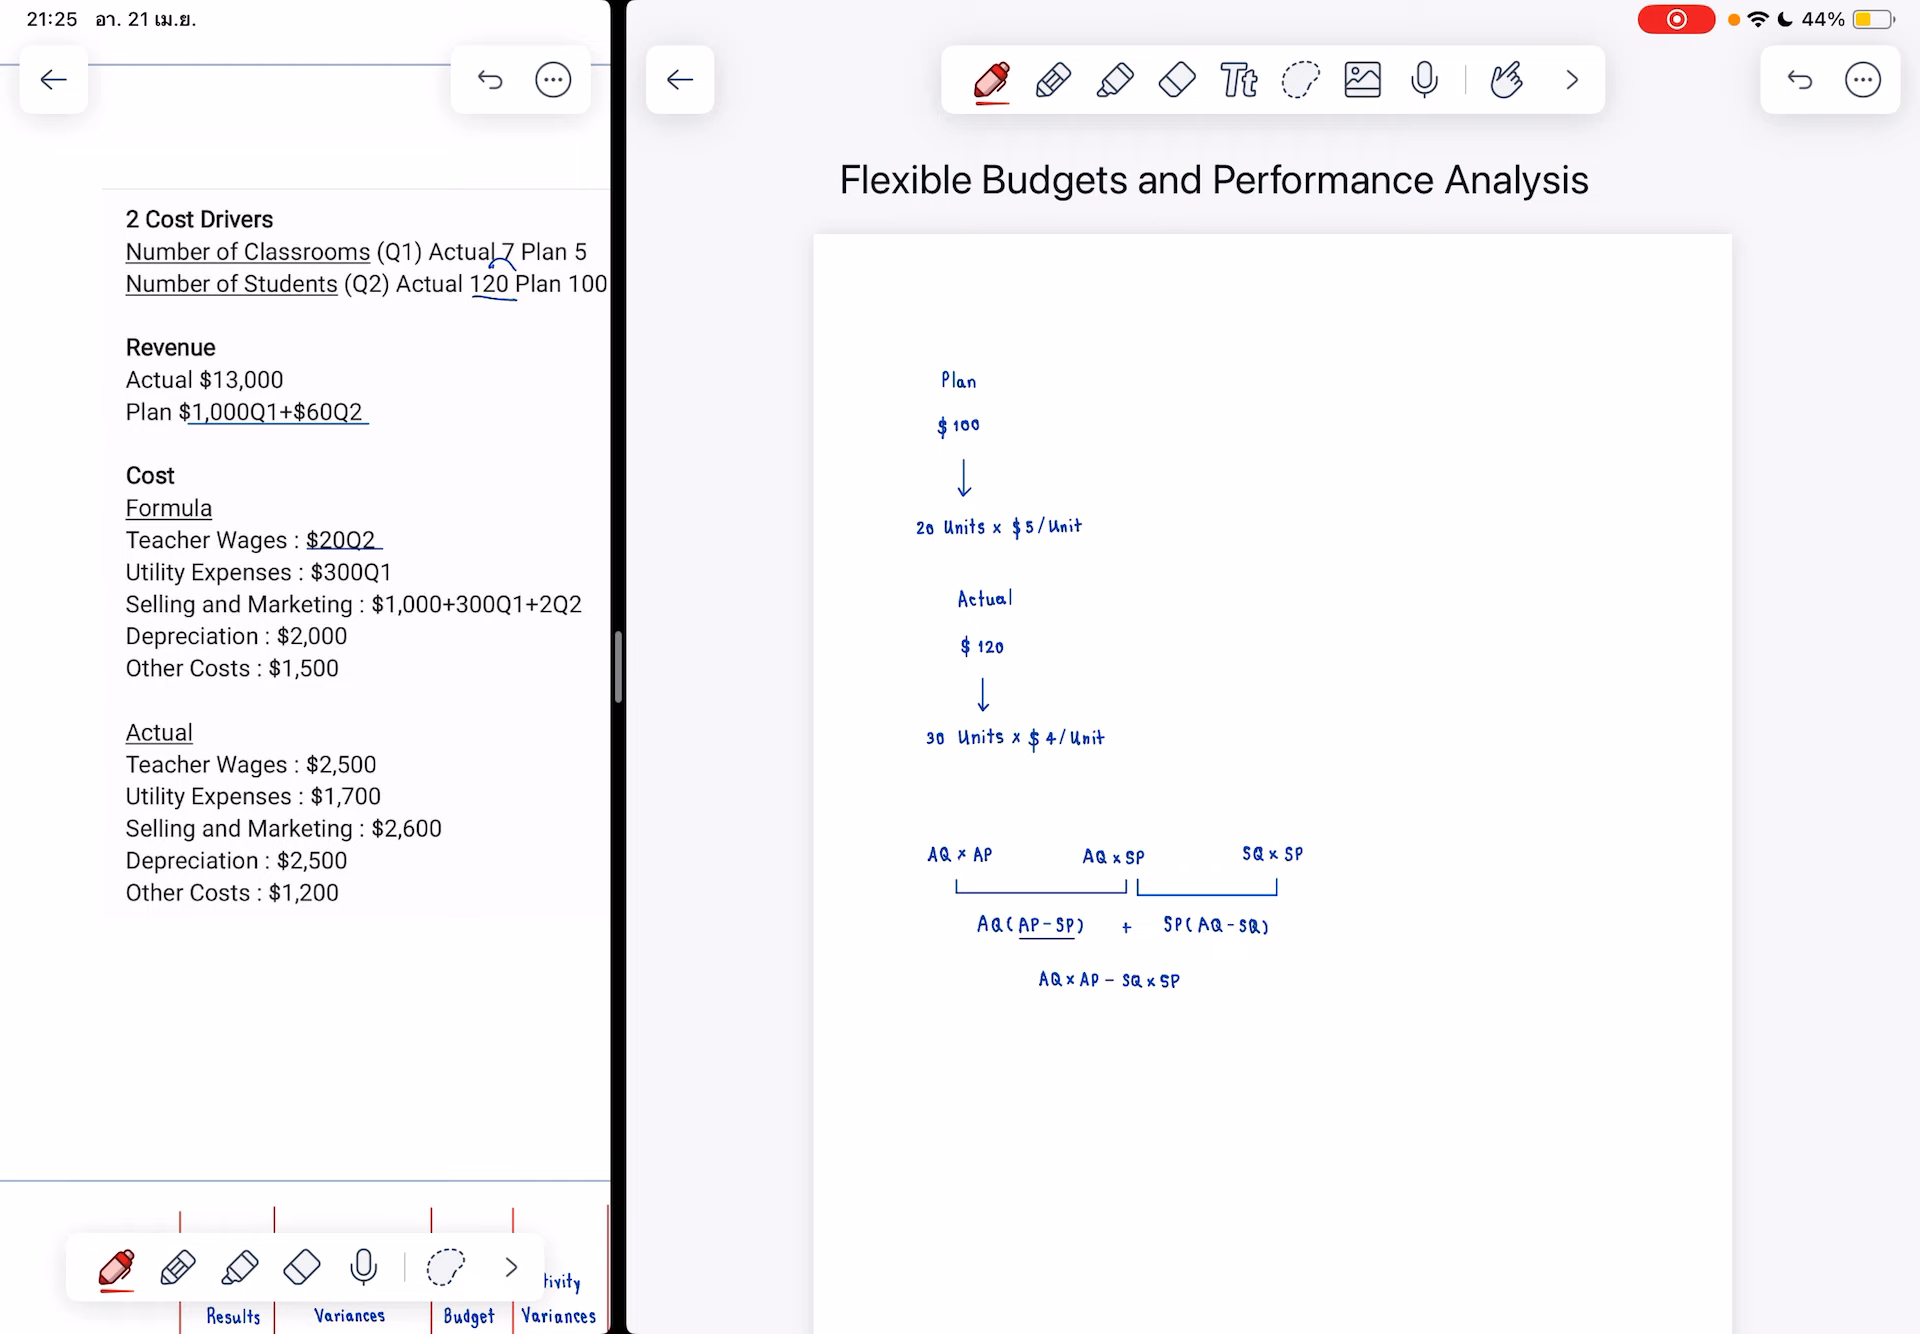 21:25 อา. 21 เม.ย.
44%
2 Cost Drivers
Number of Classrooms (Q1) Actual 7 Plan 5
Number of Students (Q2) Actual 120 Plan 100
Revenue
Actual $13,000
Plan $1,000Q1+$60Q2
Cost
Formula
Teacher Wages : $20Q2
Utility Expenses : $300Q1
Selling and Marketing : $1,000+300Q1+2Q2
Depreciation : $2,000
Other Costs : $1,500
Actual
Teacher Wages : $2,500
Utility Expenses : $1,700
Selling and Marketing : $2,600
Depreciation : $2,500
Other Costs : $1,200
tivity
Results Variances Budget Variances
Tt
Flexible Budgets and Performance Analysis
Plan
$ 100
20 Units x $5/Unit
Actual
$ 120
30 Units x $4/Unit
AQ x AP AQ x SP SQ x SP
AQ(AP-SP) + SP(AQ-SQ)
AQ x AP - SQ x SP